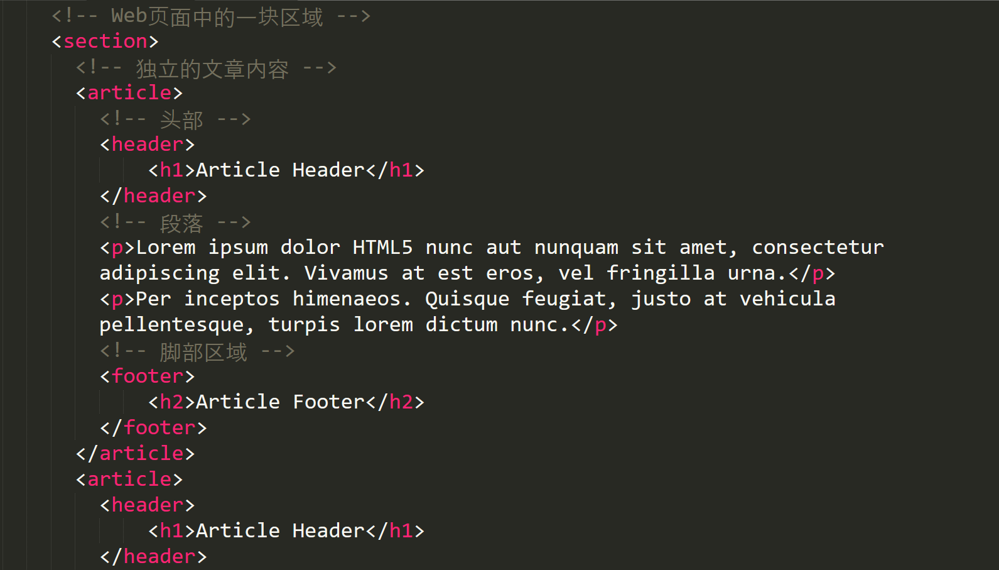 <!-- Web页面中的一块区域 -->
<section>
<!-- 独立的文章内容 -->
<article>
<!-- 头部 -->
<header>
<h1>Article Header</h1>
</header>
<!-- 段落 -->
<p>Lorem ipsum dolor HTML5 nunc aut nunquam sit amet, consectetur
adipiscing elit. Vivamus at est eros, vel fringilla urna.</p>
<p>Per inceptos himenaeos. Quisque feugiat, justo at vehicula
pellentesque, turpis lorem dictum nunc.</p>
<!-- 脚部区域 -->
<footer>
<h2>Article Footer</h2>
</footer>
</article>
<article>
<header>
<h1>Article Header</h1>
</header>